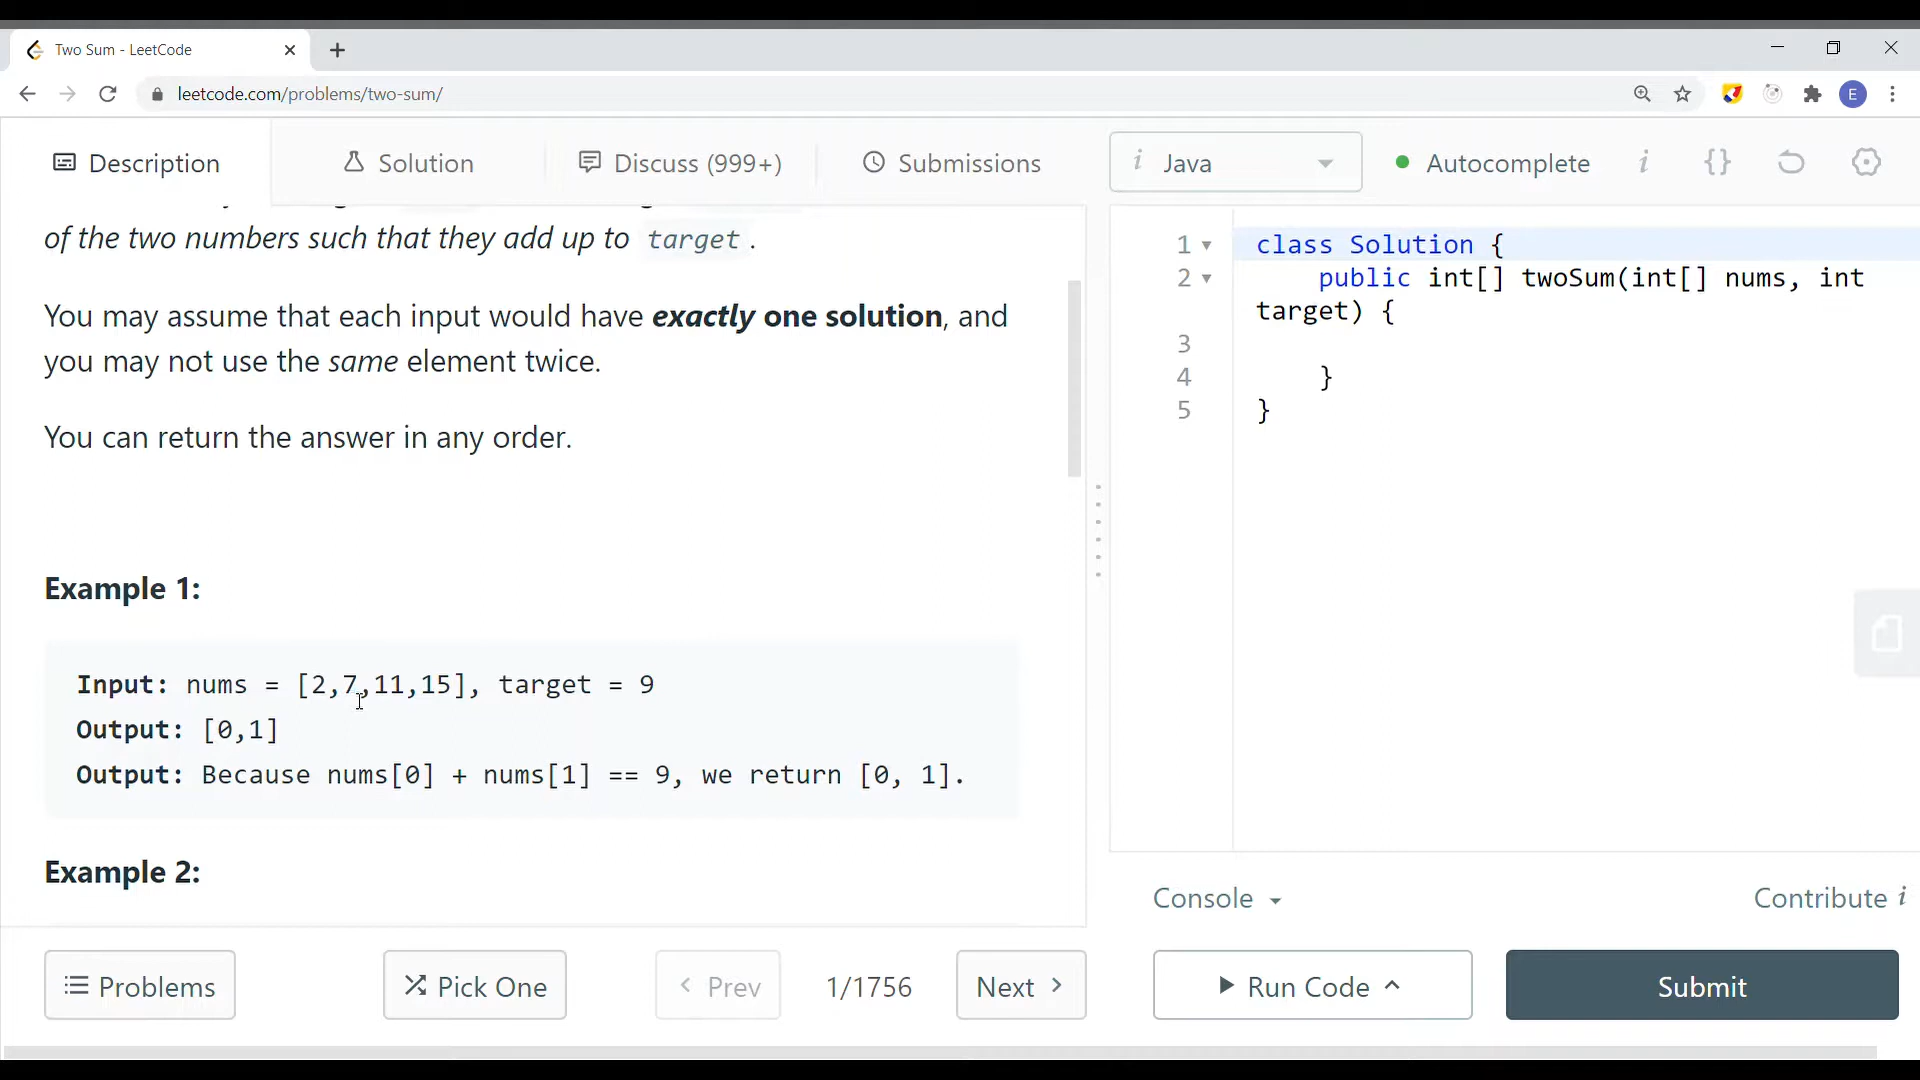 Two Sum - LeetCode
leetcode.com/problems/two-sum/
E
Description
Solution
Discuss (999+)
Submissions
i Java
Autocomplete
i
{}
of the two numbers such that they add up to target .
You may assume that each input would have exactly one solution, and
you may not use the same element twice.
You can return the answer in any order.
Example 1:
Input: nums = [2,7,11,15], target = 9
Output: [0,1]
Output: Because nums[0] + nums[1] == 9, we return [0, 1].
Example 2:
1 class Solution {
2 public int[] twoSum(int[] nums, int
target) {
3
4 }
5 }
Console
Contribute i
Problems
Pick One
Prev
1/1756
Next
Run Code
Submit